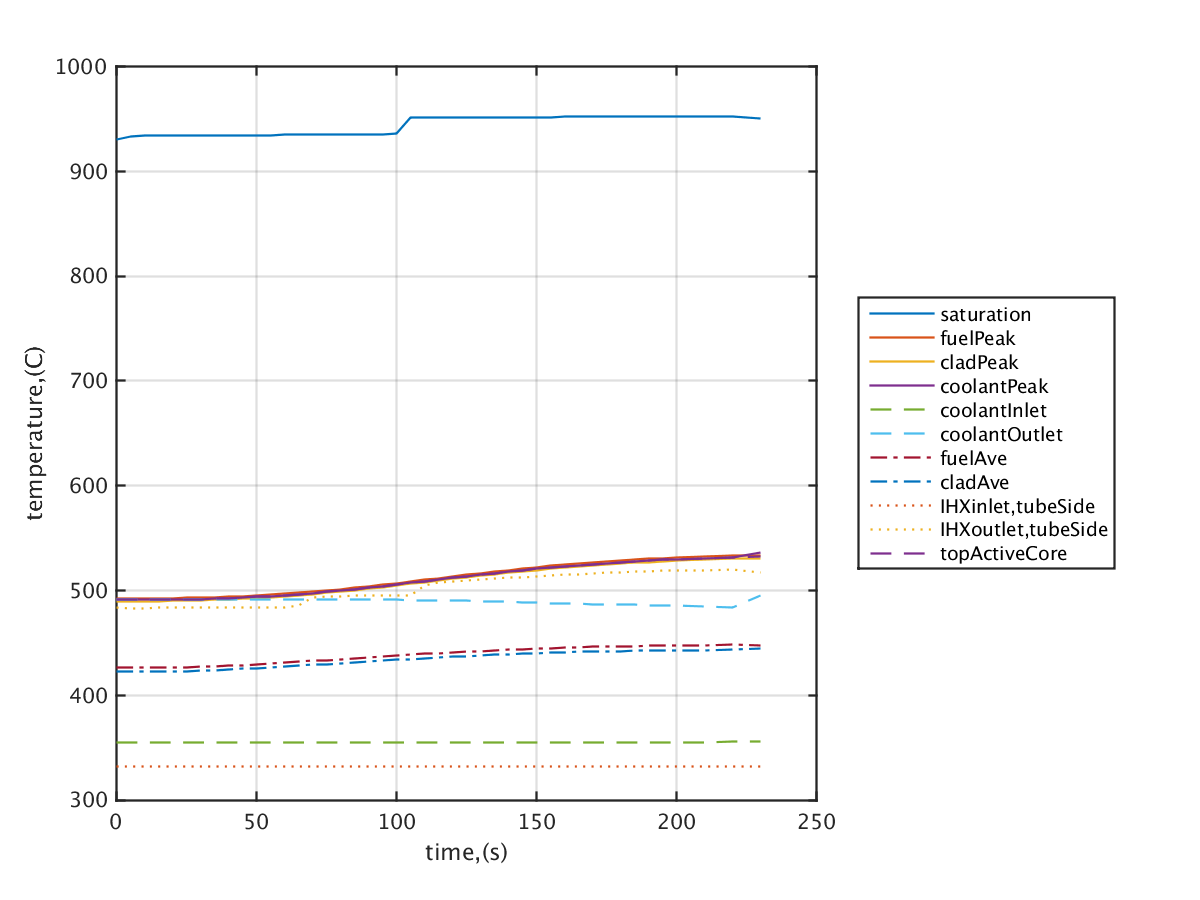 1000
900
800
700
600
500
400
300
0 50 100 150 200 250
time,(s)
temperature,(C)
saturation
fuelPeak
cladPeak
coolantPeak
coolantInlet
coolantOutlet
fuelAve
cladAve
IHXinlet,tubeSide
IHXoutlet,tubeSide
topActiveCore